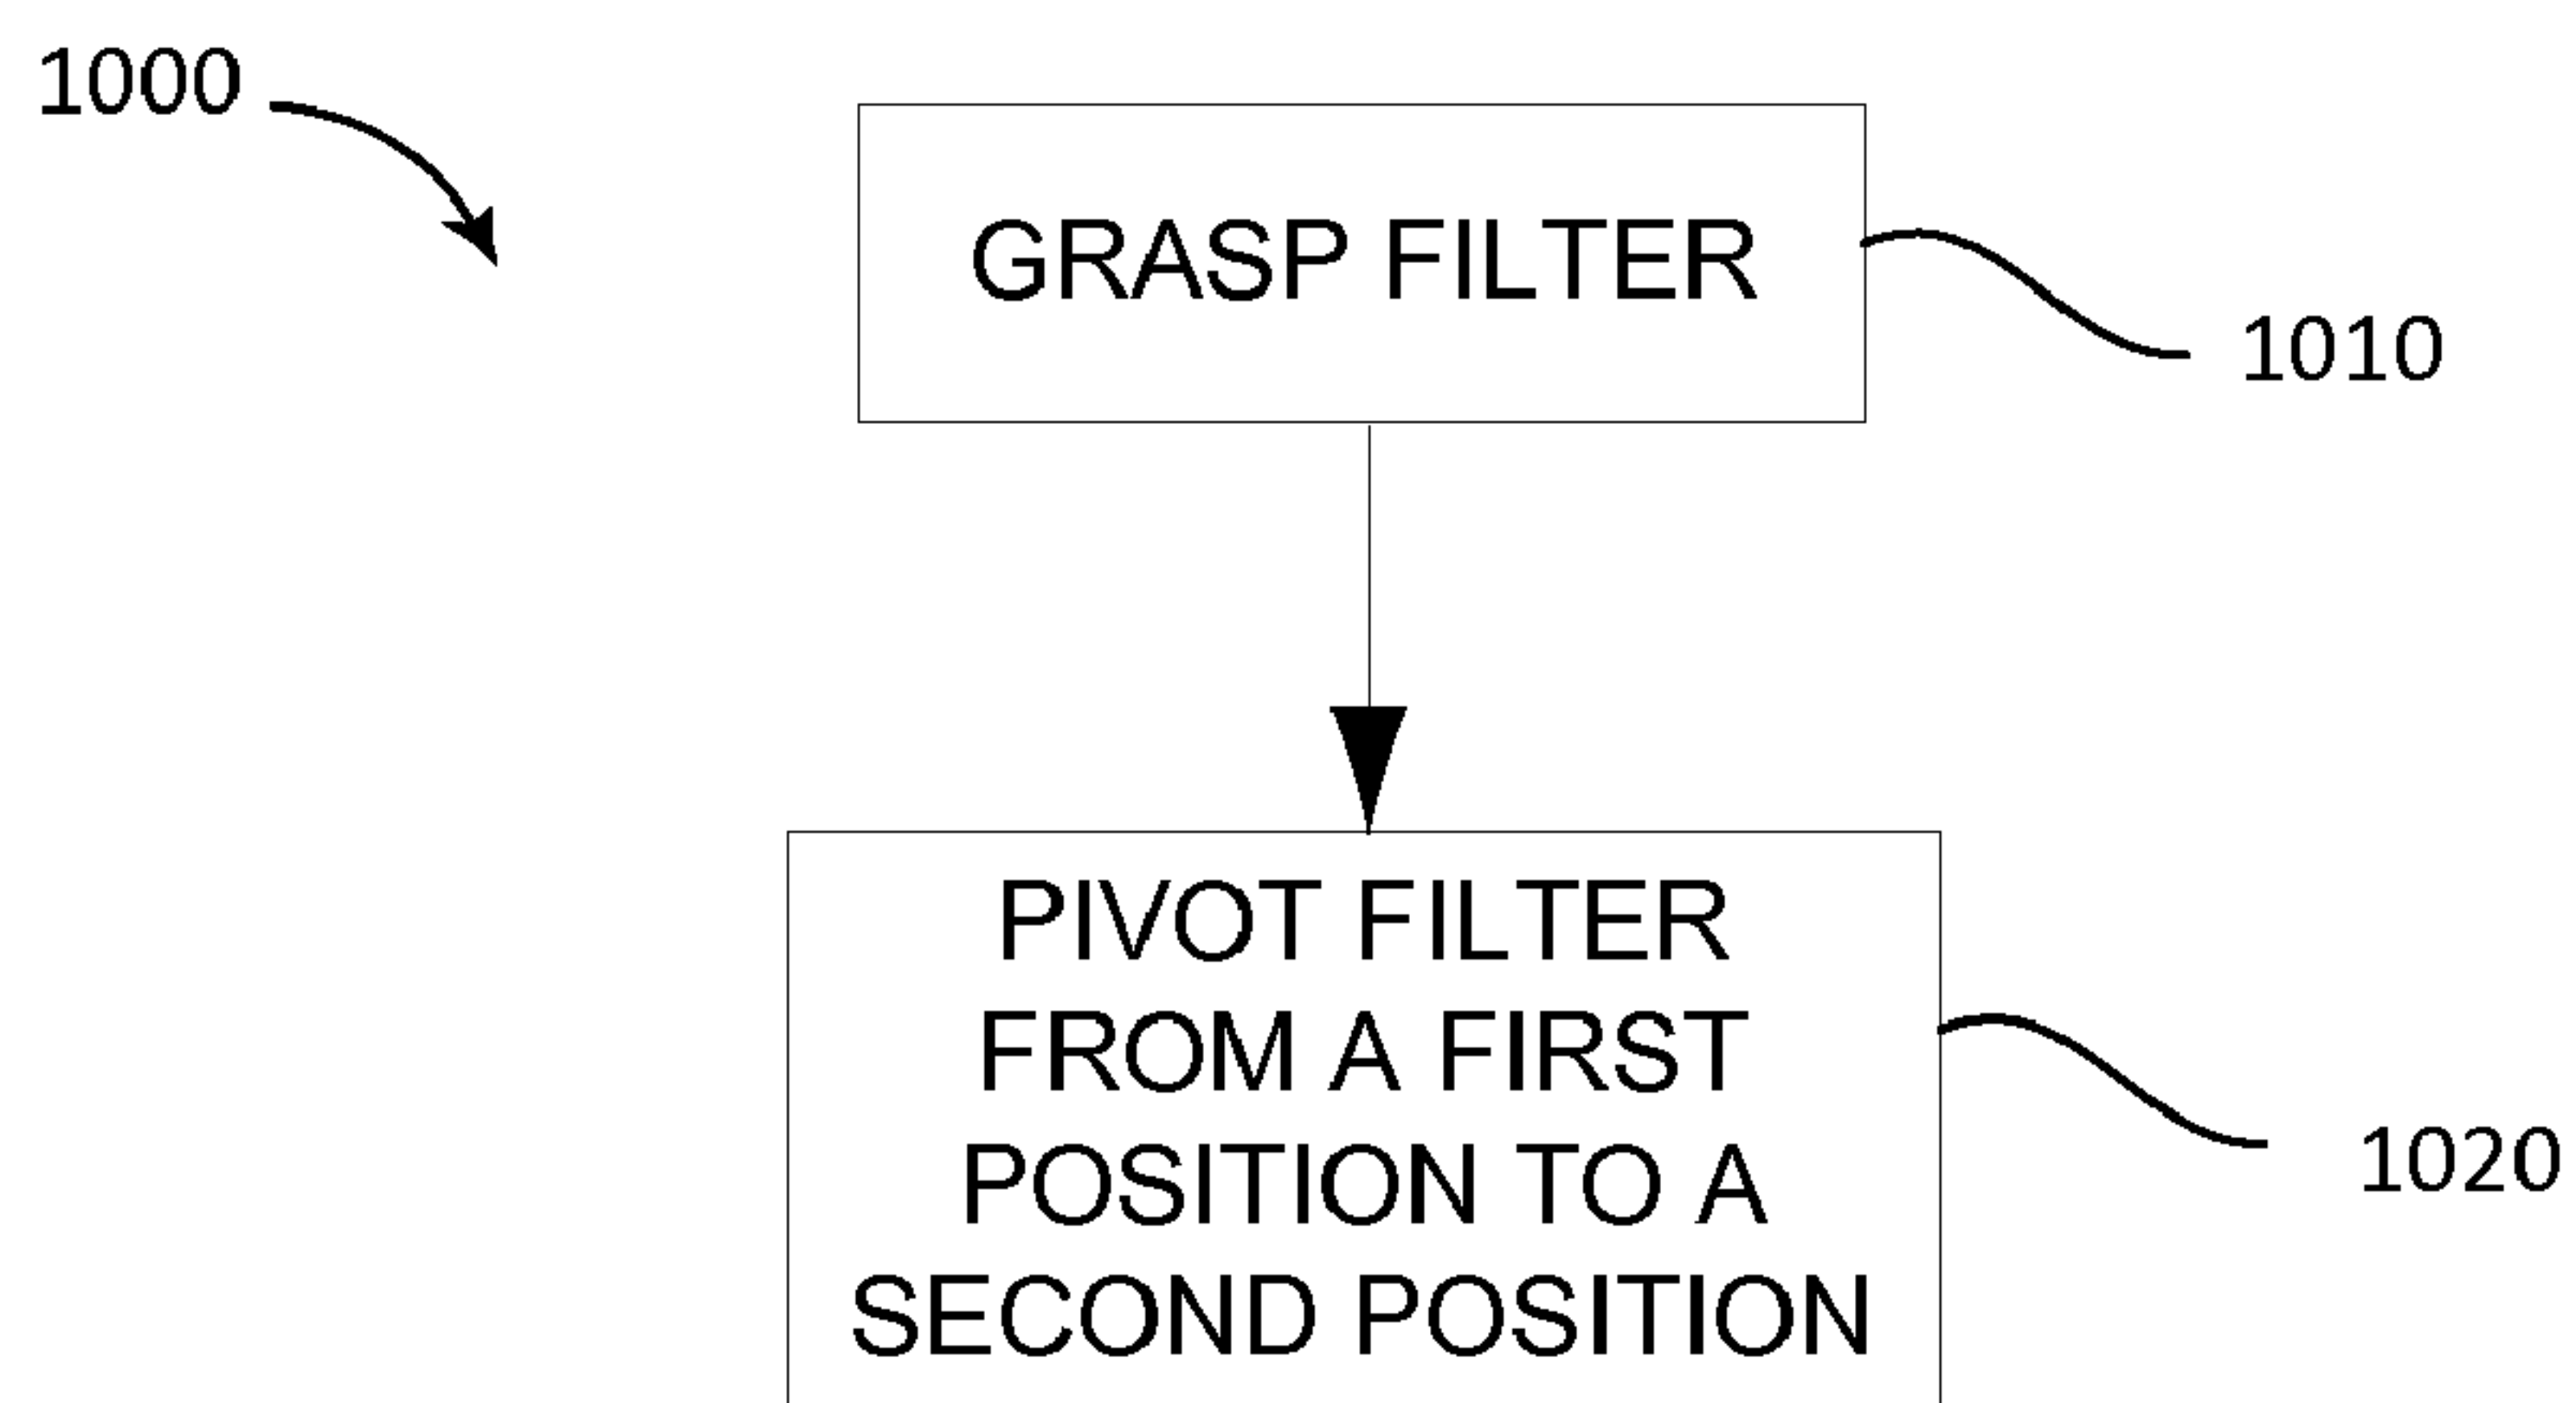 1000
GRASP FILTER
1010
PIVOT FILTER
FROM A FIRST
POSITION TO A
SECOND POSITION
1020